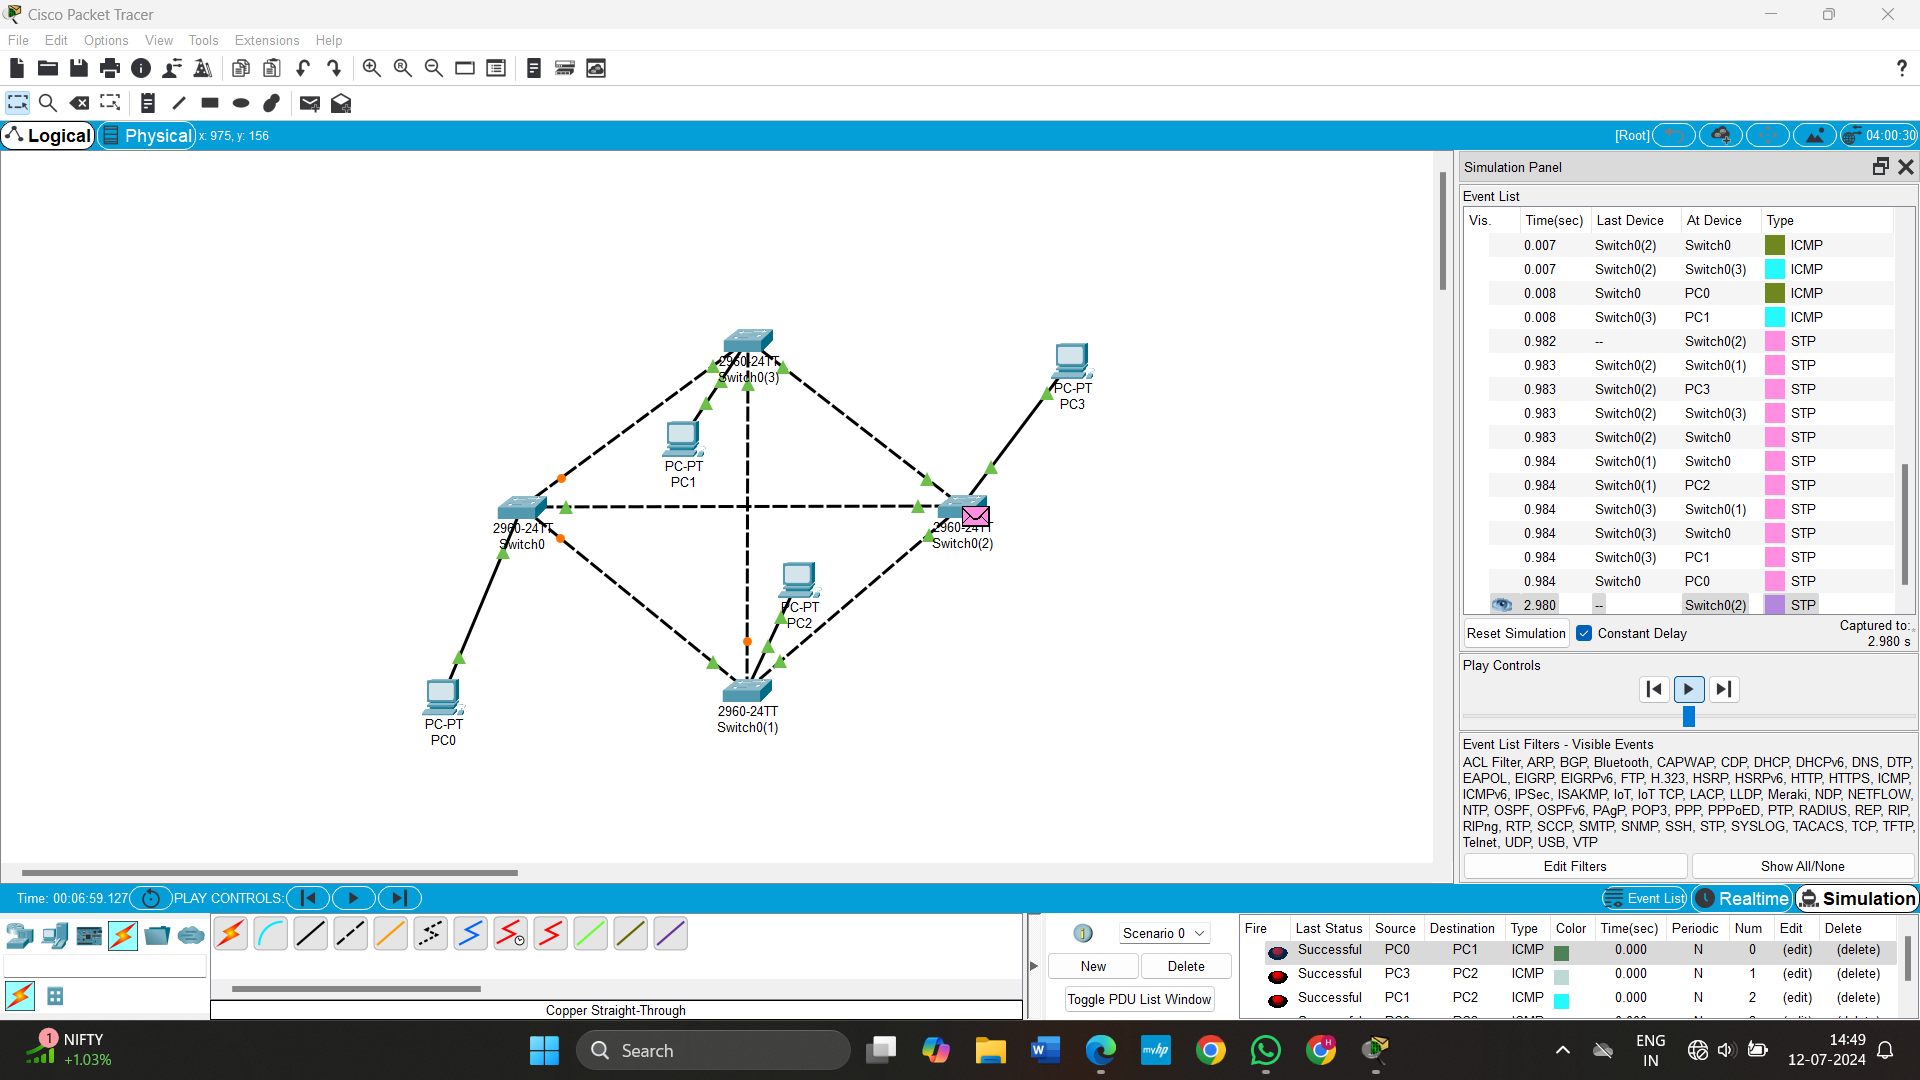 Cisco Packet Tracer
File Edit Options View Tools Extensions Help
Logical Physical x: 975, y: 156 [Root] 04:00:30
Simulation Panel
Event List
Vis. Time(sec) Last Device At Device Type
0.007 Switch0(2) Switch0 ICMP
0.007 Switch0(2) Switch0(3) ICMP
0.008 Switch0 PC0 ICMP
0.008 Switch0(3) PC1 ICMP
0.982 -- Switch0(2) STP
0.983 Switch0(2) Switch0(1) STP
0.983 Switch0(2) PC3 STP
0.983 Switch0(2) Switch0(3) STP
0.983 Switch0(2) Switch0 STP
0.984 Switch0(1) Switch0 STP
0.984 Switch0(1) PC2 STP
0.984 Switch0(3) Switch0(1) STP
0.984 Switch0(3) Switch0 STP
0.984 Switch0(3) PC1 STP
0.984 Switch0 PC0 STP
2.980 -- Switch0(2) STP
Reset Simulation Constant Delay Captured to:
2.980 s
Play Controls
Event List Filters - Visible Events
ACL Filter, ARP, BGP, Bluetooth, CAPWAP, CDP, DHCP, DHCPv6, DNS, DTP,
EAPOL, EIGRP, EIGRPv6, FTP, H.323, HSRP, HSRPv6, HTTP, HTTPS, ICMP,
ICMPv6, IPSec, ISAKMP, IoT, IoT TCP, LACP, LLDP, Meraki, NDP, NETFLOW,
NTP, OSPF, OSPFv6, PAgP, POP3, PPP, PPPoED, PTP, RADIUS, REP, RIP,
RIPng, RTP, SCCP, SMTP, SNMP, SSH, STP, SYSLOG, TACACS, TCP, TFTP,
Telnet, UDP, USB, VTP
Edit Filters Show All/None
2960-24TT
Switch0(3)
PC-PT
PC3
PC-PT
PC1
2960-24TT
Switch0
2960-24TT
Switch0(2)
PC-PT
PC2
2960-24TT
Switch0(1)
PC-PT
PC0
Time: 00:06:59.127 PLAY CONTROLS: Event List Realtime Simulation
Copper Straight-Through
1 Scenario 0
New Delete
Toggle PDU List Window
Fire Last Status Source Destination Type Color Time(sec) Periodic Num Edit Delete
Successful PC0 PC1 ICMP 0.000 N 0 (edit) (delete)
Successful PC3 PC2 ICMP 0.000 N 1 (edit) (delete)
Successful PC1 PC2 ICMP 0.000 N 2 (edit) (delete)
1 NIFTY
+1.03%
Search
myhp
H
ENG
IN
14:49
12-07-2024